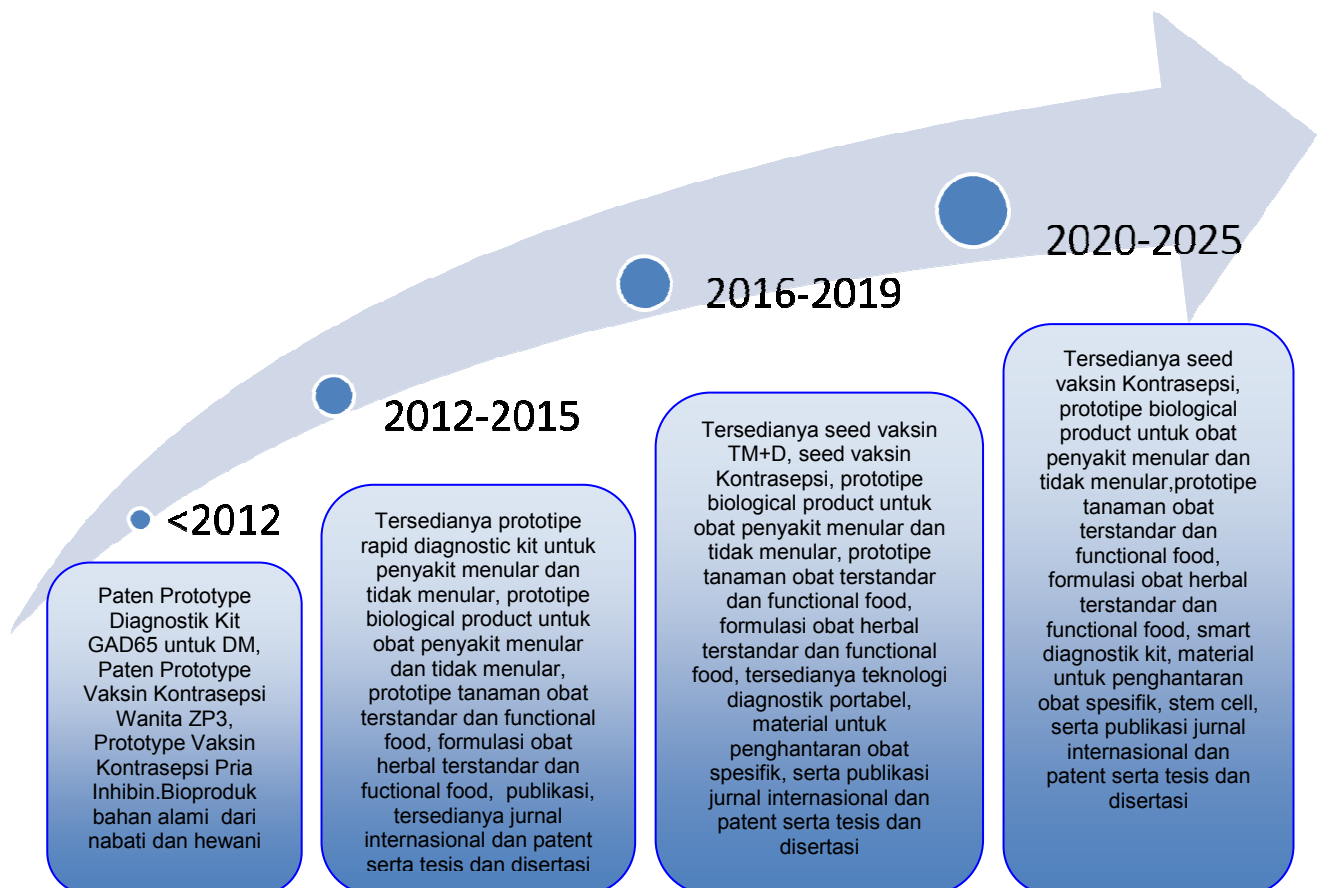 <2012
Paten Prototype
Diagnostik Kit
GAD65 untuk DM,
Paten Prototype
Vaksin Kontrasepsi
Wanita ZP3,
Prototype Vaksin
Kontrasepsi Pria
Inhibin.Bioproduk
bahan alami dari
nabati dan hewani
2012-2015
Tersedianya prototipe
rapid diagnostic kit untuk
penyakit menular dan
tidak menular, prototipe
biological product untuk
obat penyakit menular
dan tidak menular,
prototipe tanaman obat
terstandar dan functional
food, formulasi obat
herbal terstandar dan
fuctional food, publikasi,
tersedianya jurnal
internasional dan patent
serta tesis dan disertasi
2016-2019
Tersedianya seed vaksin
TM+D, seed vaksin
Kontrasepsi, prototipe
biological product untuk
obat penyakit menular dan
tidak menular, prototipe
tanaman obat terstandar
dan functional food,
formulasi obat herbal
terstandar dan functional
food, tersedianya teknologi
diagnostik portabel,
material untuk
penghantaran obat
spesifik, serta publikasi
jurnal internasional dan
patent serta tesis dan
disertasi
2020-2025
Tersedianya seed
vaksin Kontrasepsi,
prototipe biological
product untuk obat
penyakit menular dan
tidak menular,prototipe
tanaman obat
terstandar dan
functional food,
formulasi obat herbal
terstandar dan
functional food, smart
diagnostik kit, material
untuk penghantaran
obat spesifik, stem cell,
serta publikasi jurnal
internasional dan
patent serta tesis dan
disertasi